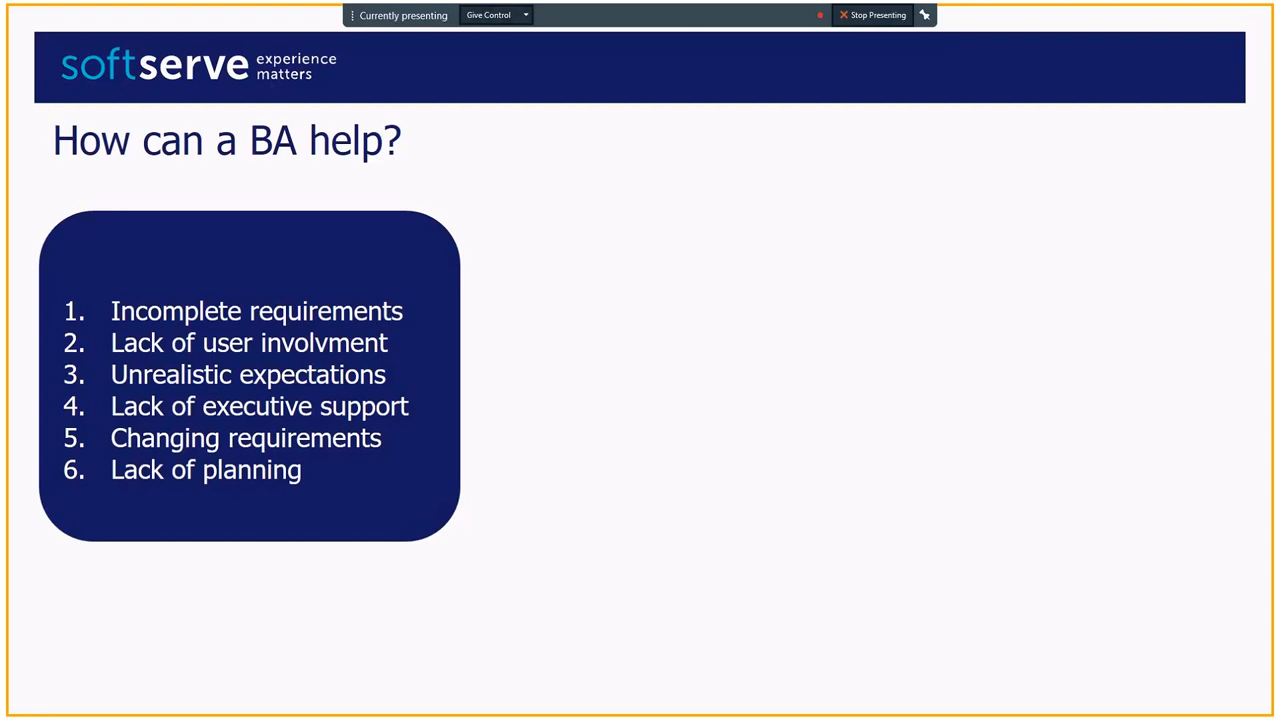 Currently presenting Give Control Stop Presenting
softserve experience matters
How can a BA help?
1. Incomplete requirements
2. Lack of user involvment
3. Unrealistic expectations
4. Lack of executive support
5. Changing requirements
6. Lack of planning